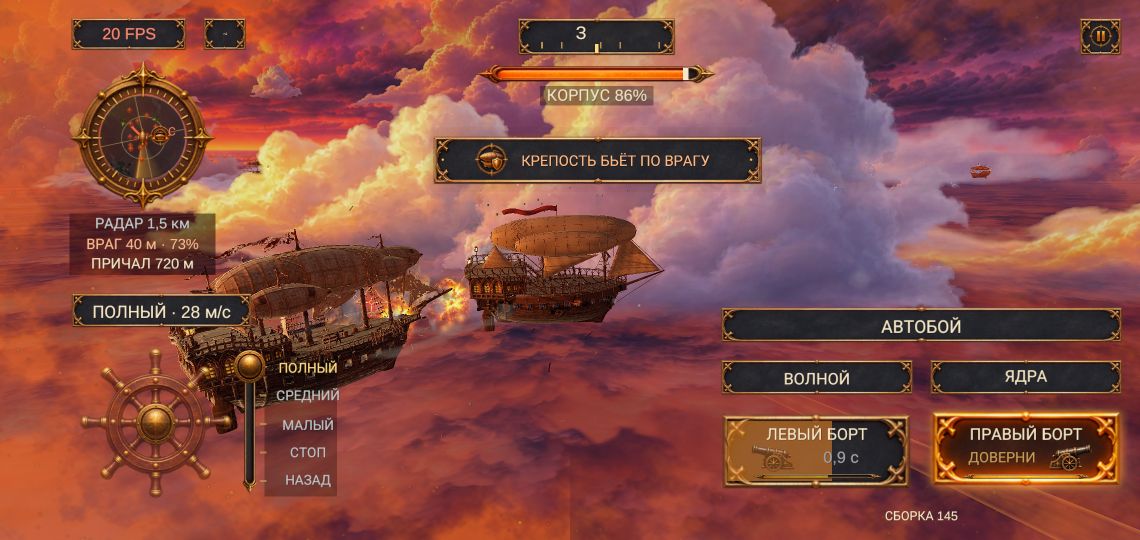 20 FPS
3
КОРПУС 86%
КРЕПОСТЬ БЬЁТ ПО ВРАГУ
С
РАДАР 1,5 км
ВРАГ 40 м · 73%
ПРИЧАЛ 720 м
ПОЛНЫЙ · 28 м/с
ПОЛНЫЙ
СРЕДНИЙ
МАЛЫЙ
СТОП
НАЗАД
АВТОБОЙ
ВОЛНОЙ
ЯДРА
ЛЕВЫЙ БОРТ
0,9 с
ПРАВЫЙ БОРТ
ДОВЕРНИ
СБОРКА 145